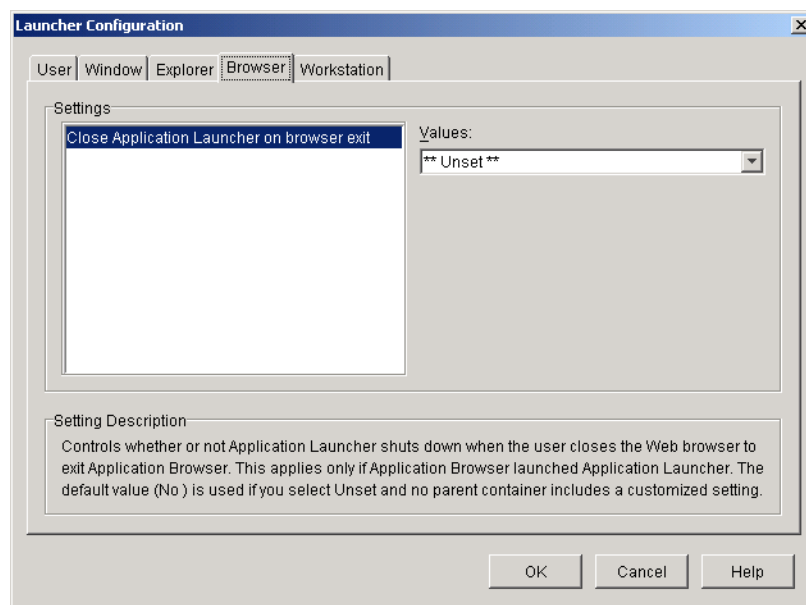 Launcher Configuration
User Window Explorer Browser Workstation
Settings
Close Application Launcher on browser exit
Values:
** Unset **
Setting Description
Controls whether or not Application Launcher shuts down when the user closes the Web browser to
exit Application Browser. This applies only if Application Browser launched Application Launcher. The
default value (No ) is used if you select Unset and no parent container includes a customized setting.
OK Cancel Help